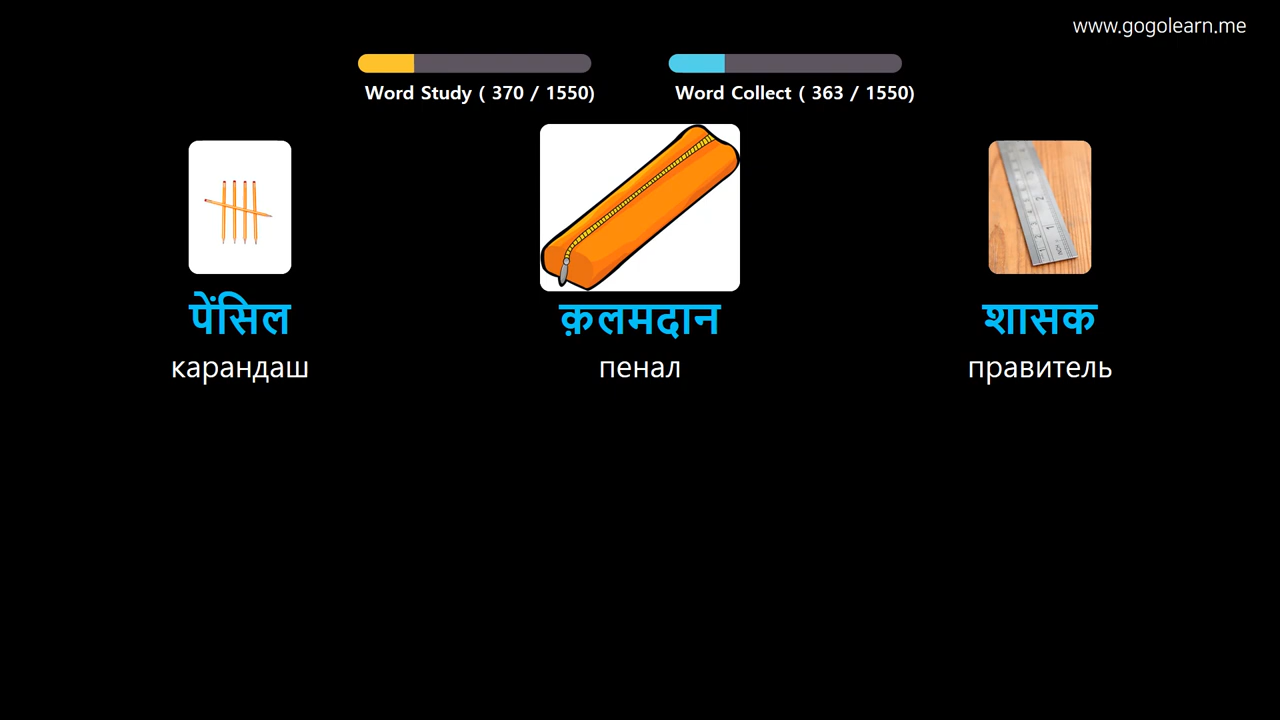 www.gogolearn.me
Word Study ( 370 / 1550)
Word Collect ( 363 / 1550)
पेंसिल
क़लमदान
शासक
карандаш
пенал
правитель